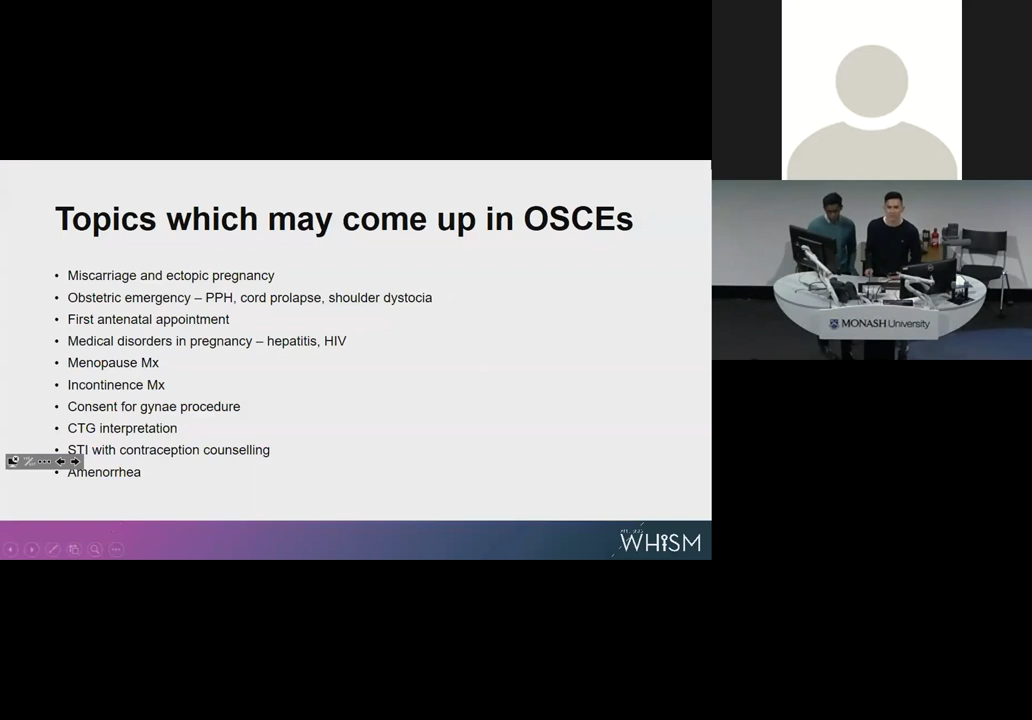 Topics which may come up in OSCEs
• Miscarriage and ectopic pregnancy
• Obstetric emergency – PPH, cord prolapse, shoulder dystocia
• First antenatal appointment
• Medical disorders in pregnancy – hepatitis, HIV
• Menopause Mx
• Incontinence Mx
• Consent for gynae procedure
• CTG interpretation
• STI with contraception counselling
• Amenorrhea
WHISM
MONASH University